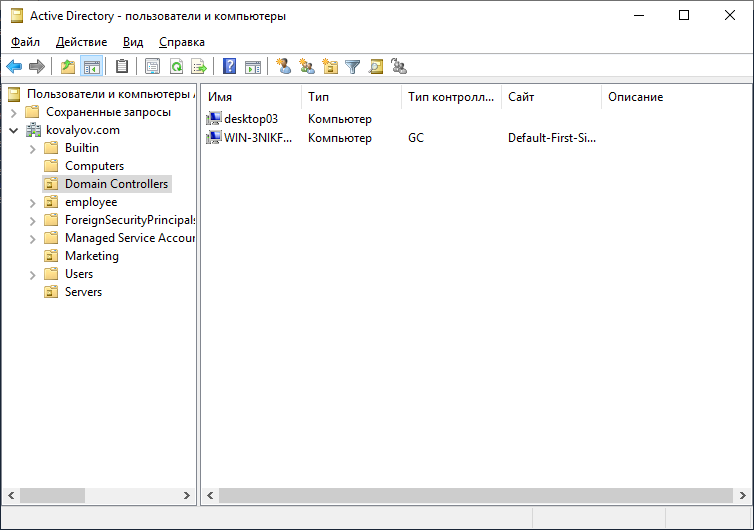 Active Directory - пользователи и компьютеры
Файл Действие Вид Справка
Пользователи и компьютеры
Сохраненные запросы
kovalyov.com
Builtin
Computers
Domain Controllers
employee
ForeignSecurityPrincipals
Managed Service Accoun
Marketing
Users
Servers
Имя Тип Тип контролл... Сайт Описание
desktop03 Компьютер
WIN-3NIKF... Компьютер GC Default-First-Si...